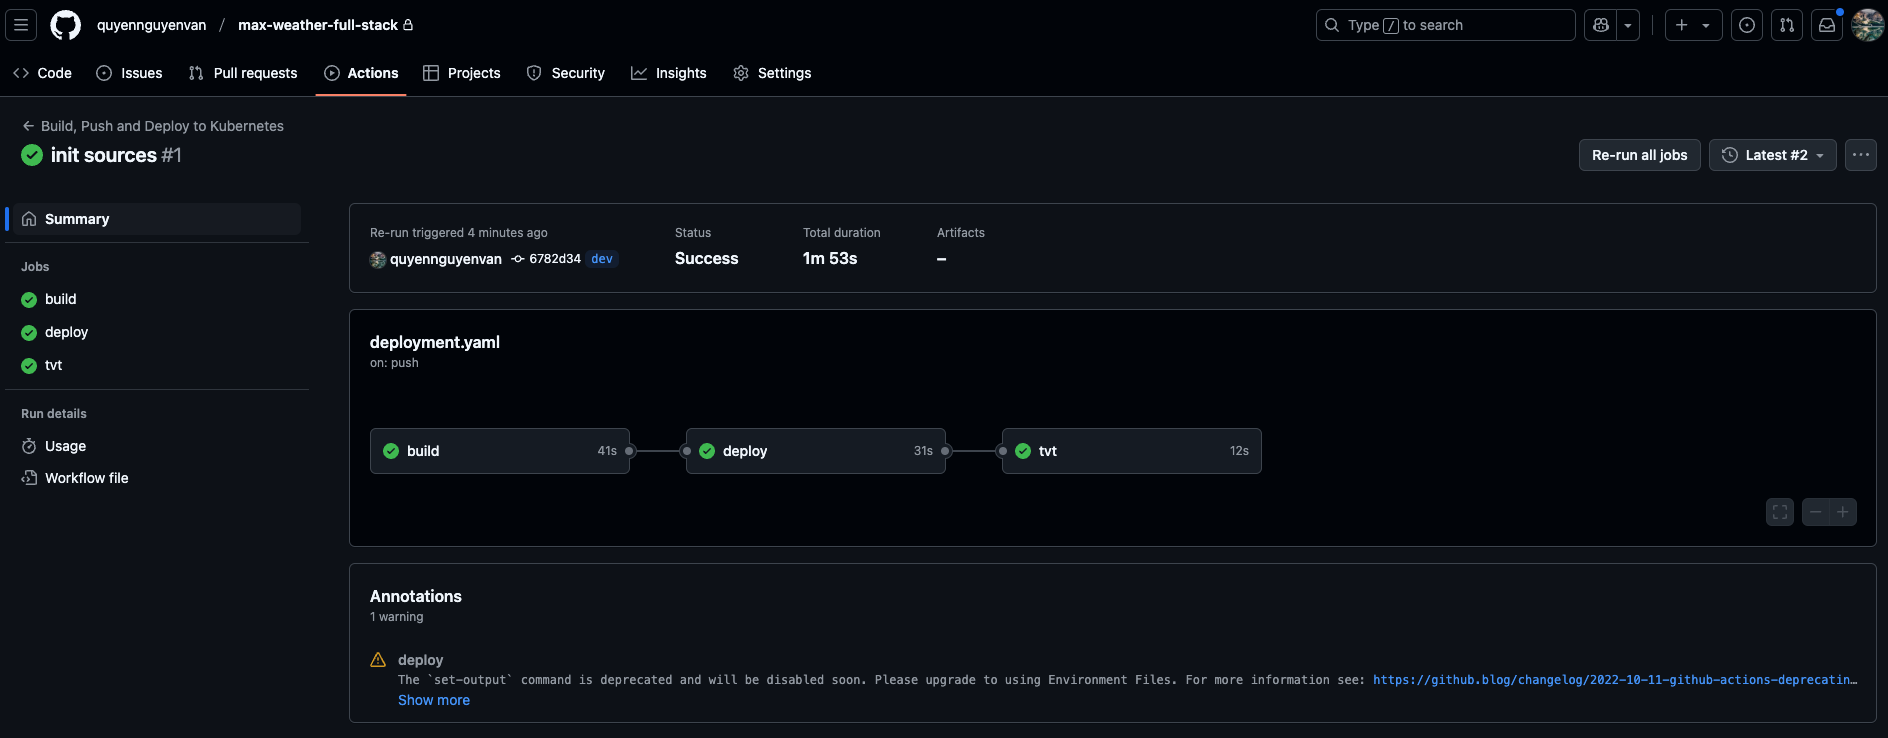 quyennguyenvan / max-weather-full-stack
Type / to search
Code
Issues
Pull requests
Actions
Projects
Security
Insights
Settings
Build, Push and Deploy to Kubernetes
init sources #1
Re-run all jobs
Latest #2
Summary
Jobs
build
deploy
tvt
Run details
Usage
Workflow file
Re-run triggered 4 minutes ago
quyennguyenvan 6782d34 dev
Status
Success
Total duration
1m 53s
Artifacts
–
deployment.yaml
on: push
build 41s
deploy 31s
tvt 12s
Annotations
1 warning
deploy
The `set-output` command is deprecated and will be disabled soon. Please upgrade to using Environment Files. For more information see: https://github.blog/changelog/2022-10-11-github-actions-deprecatin…
Show more